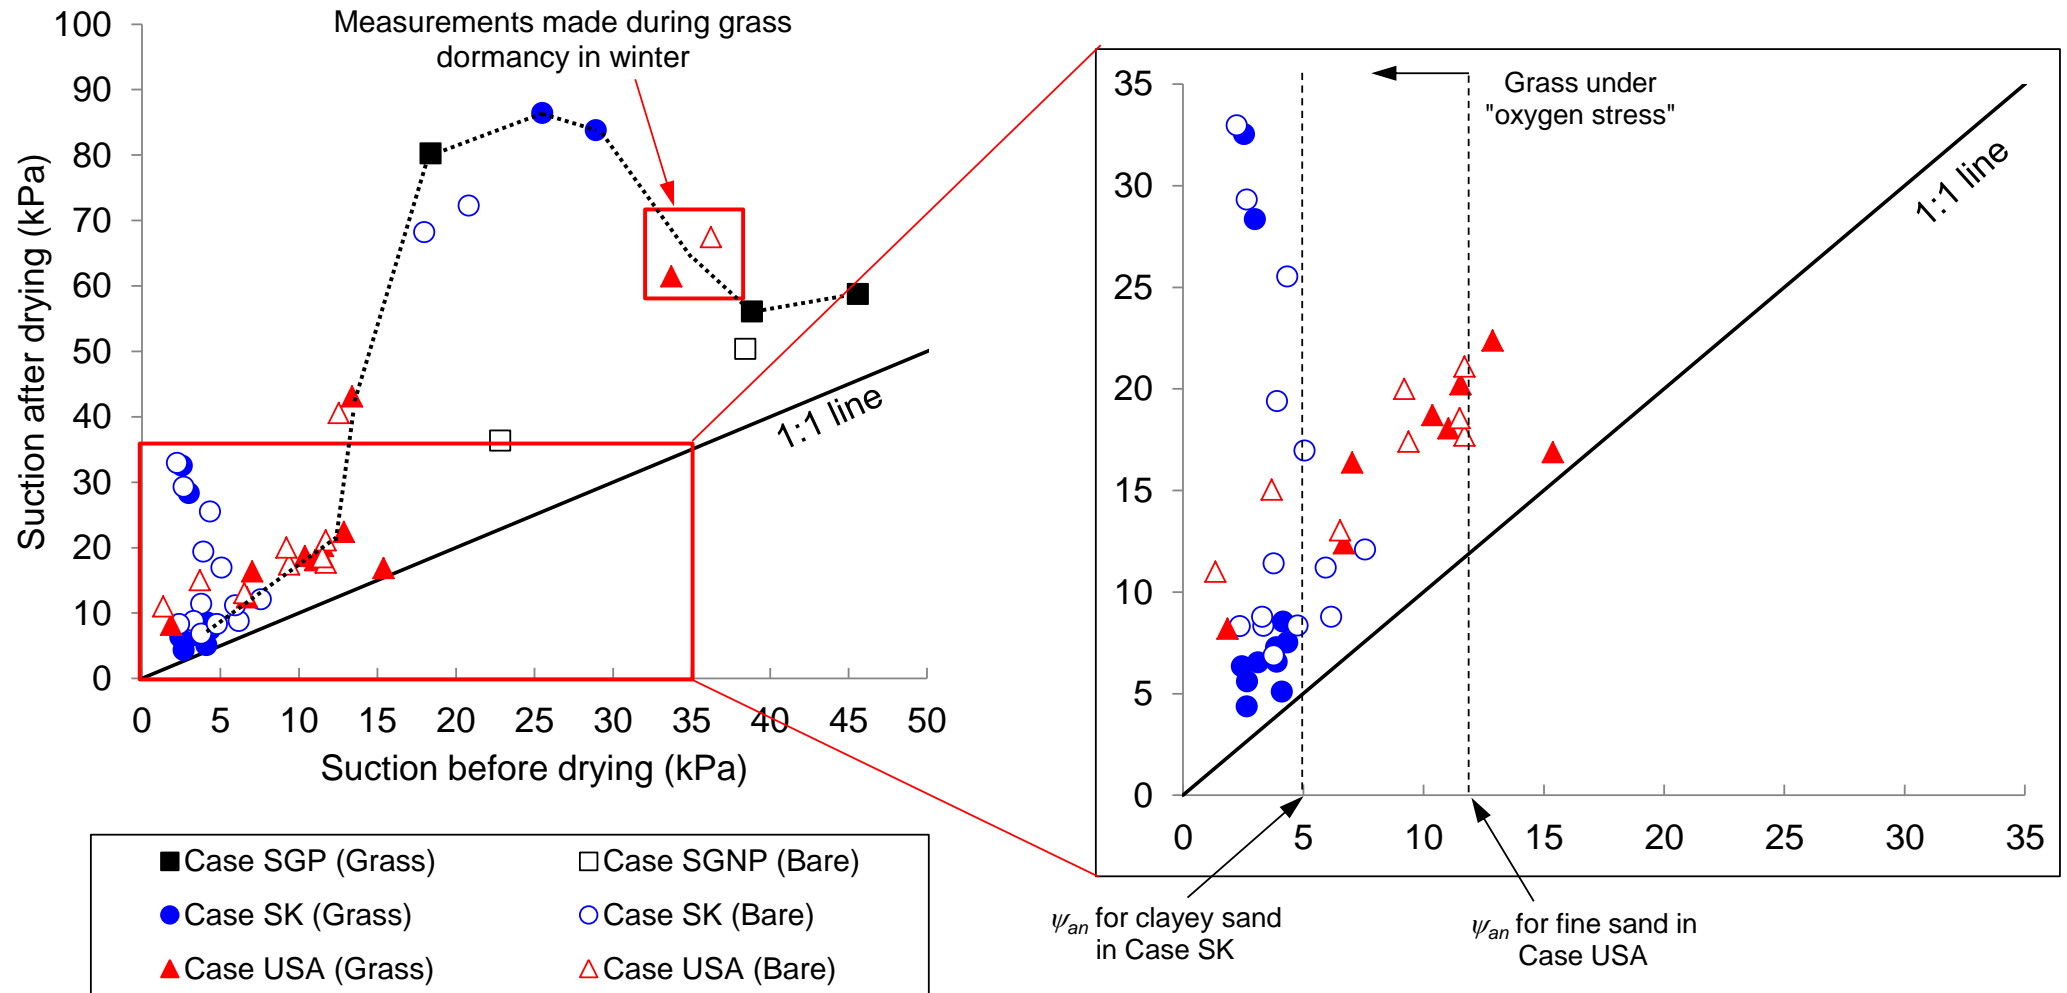 Measurements made during grass
dormancy in winter
100
90
80
70
60
50
40
30
20
10
0
Suction after drying (kPa)
1:1 line
0 5 10 15 20 25 30 35 40 45 50
Suction before drying (kPa)
Case SGP (Grass) Case SGNP (Bare)
Case SK (Grass) Case SK (Bare)
Case USA (Grass) Case USA (Bare)
Grass under
"oxygen stress"
35
30
25
20
15
10
5
0
1:1 line
0 5 10 15 20 25 30 35
ψan for clayey sand
in Case SK
ψan for fine sand in
Case USA